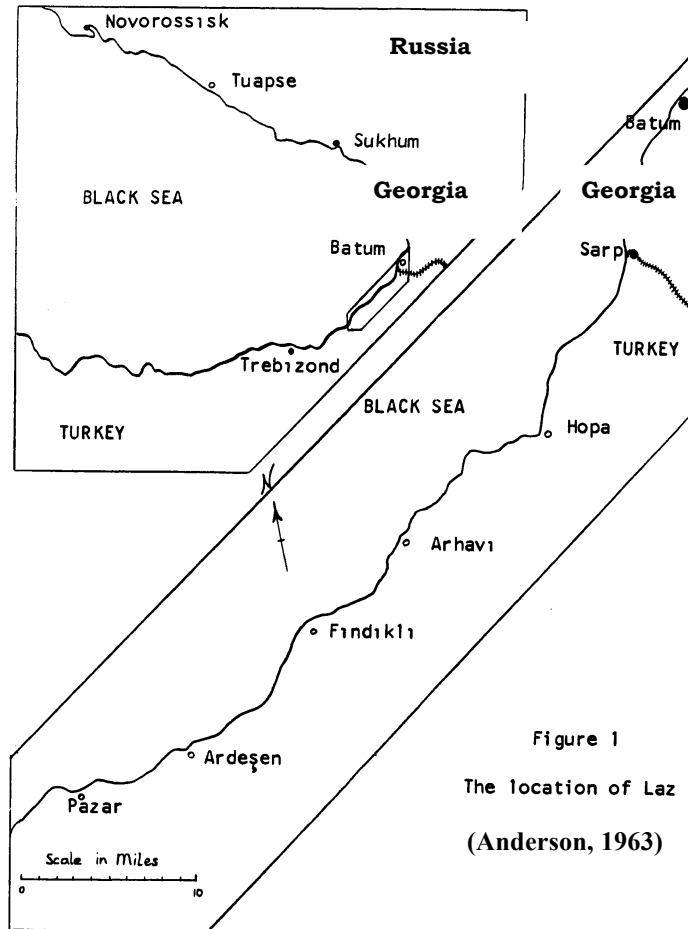 Novorossisk
Russia
Tuapse
Sukhum
Batum
BLACK SEA
Georgia
Georgia
Batum
Sarp
Trebizond
TURKEY
BLACK SEA
TURKEY
Hopa
N
Arhavı
Fındıklı
Figure 1
Ardeşen
The location of Laz
Pazar
(Anderson, 1963)
Scale in Miles
0 10